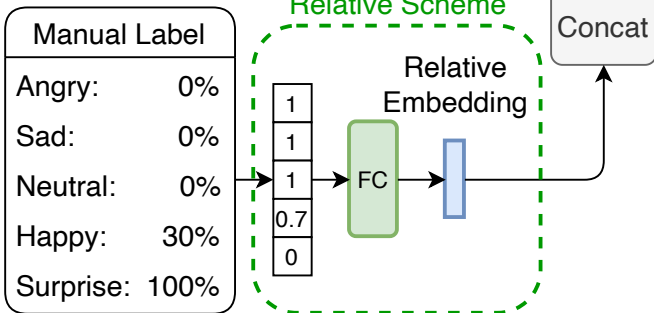 Relative Scheme
Concat
Manual Label
Angry: 0%
Sad: 0%
Neutral: 0%
Happy: 30%
Surprise: 100%
1
1
1
0.7
0
FC
Relative
Embedding